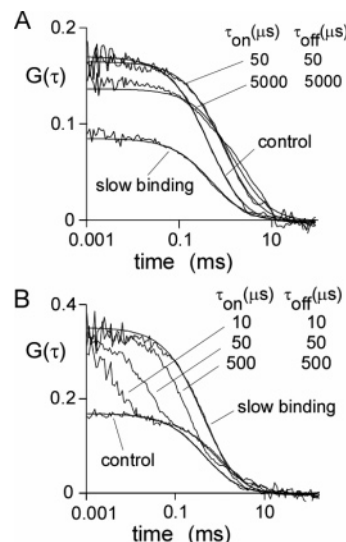 A
0.2
G(τ)
0.1
0
τon(μs) τoff(μs)
50 50
5000 5000
control
slow binding
0.001 0.1 10
time (ms)
B
0.4
G(τ)
0.2
0
τon(μs) τoff(μs)
10 10
50 50
500 500
slow binding
control
0.001 0.1 10
time (ms)